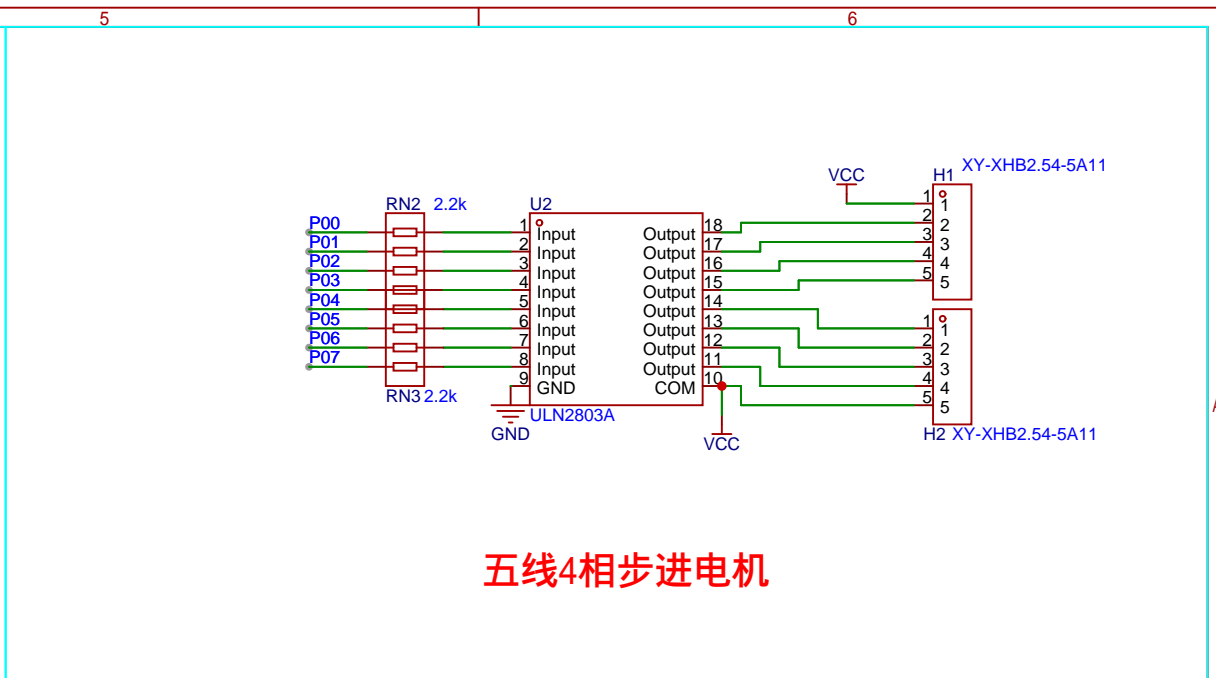 5 6
XY-XHB2.54-5A11
VCC H1
RN2 2.2k U2
P00 1 Input Output 18
P01 2 Input Output 17
P02 3 Input Output 16
P03 4 Input Output 15
P04 5 Input Output 14
P05 6 Input Output 13
P06 7 Input Output 12
P07 8 Input Output 11
9 GND COM 10
1 1
2 2
3 3
4 4
5 5
1 1
2 2
3 3
4 4
5 5
RN3 2.2k
ULN2803A
GND VCC
H2 XY-XHB2.54-5A11
五线4相步进电机